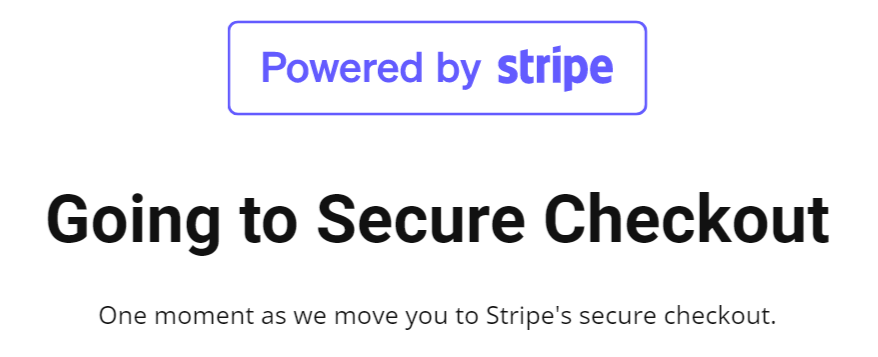 Powered by stripe
Going to Secure Checkout
One moment as we move you to Stripe's secure checkout.